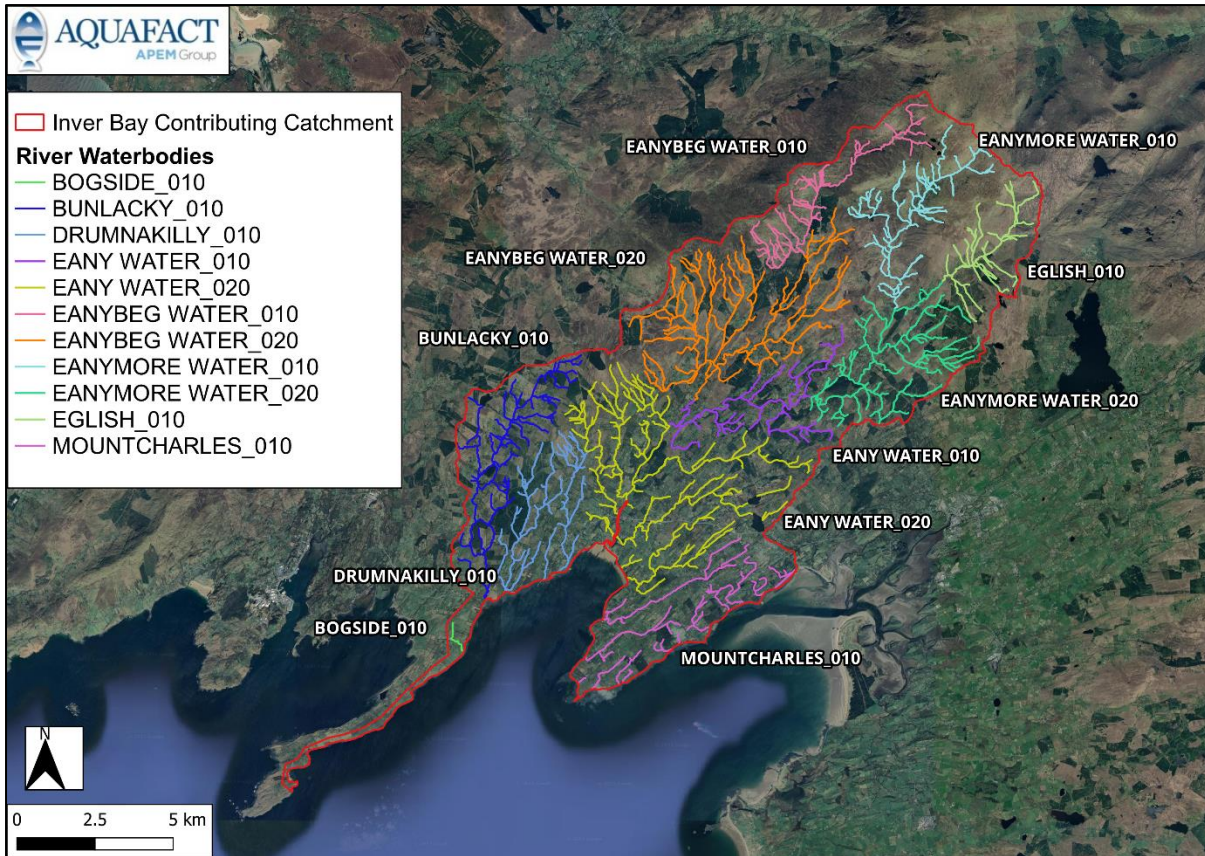 AQUAFACT
APEM Group
Inver Bay Contributing Catchment
River Waterbodies
BOGSIDE_010
BUNLACKY_010
DRUMNAKILLY_010
EANY WATER_010
EANY WATER_020
EANYBEG WATER_010
EANYBEG WATER_020
EANYMORE WATER_010
EANYMORE WATER_020
EGLISH_010
MOUNTCHARLES_010
EANYBEG WATER_010
EANYMORE WATER_010
EANYBEG WATER_020
EGLISH_010
BUNLACKY_010
EANYMORE WATER_020
EANY WATER_010
EANY WATER_020
DRUMNAKILLY_010
BOGSIDE_010
MOUNTCHARLES_010
N
0 2.5 5 km